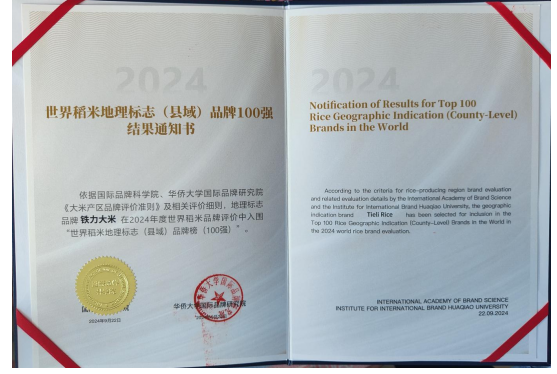 2024
世界稻米地理标志（县域）品牌100强
结果通知书
依据国际品牌科学院、华侨大学国际品牌研究院
《大米产区品牌评价准则》及相关评价细则，地理标志
品牌 铁力大米 在2024年度世界稻米品牌评价中入围
“世界稻米地理标志（县域）品牌榜（100强）”。
华侨大学国际品牌研究院
2024年9月22日
2024
Notification of Results for Top 100
Rice Geographic Indication (County-Level)
Brands in the World
According to the criteria for rice-producing region brand evaluation
and related evaluation details by the International Academy of Brand Science
and the Institute for International Brand Huaqiao University, the geographic
indication brand Tieli Rice has been selected for inclusion in the
Top 100 Rice Geographic Indication (County-Level) Brands in the World in
the 2024 world rice brand evaluation.
INTERNATIONAL ACADEMY OF BRAND SCIENCE
INSTITUTE FOR INTERNATIONAL BRAND HUAQIAO UNIVERSITY
22.09.2024